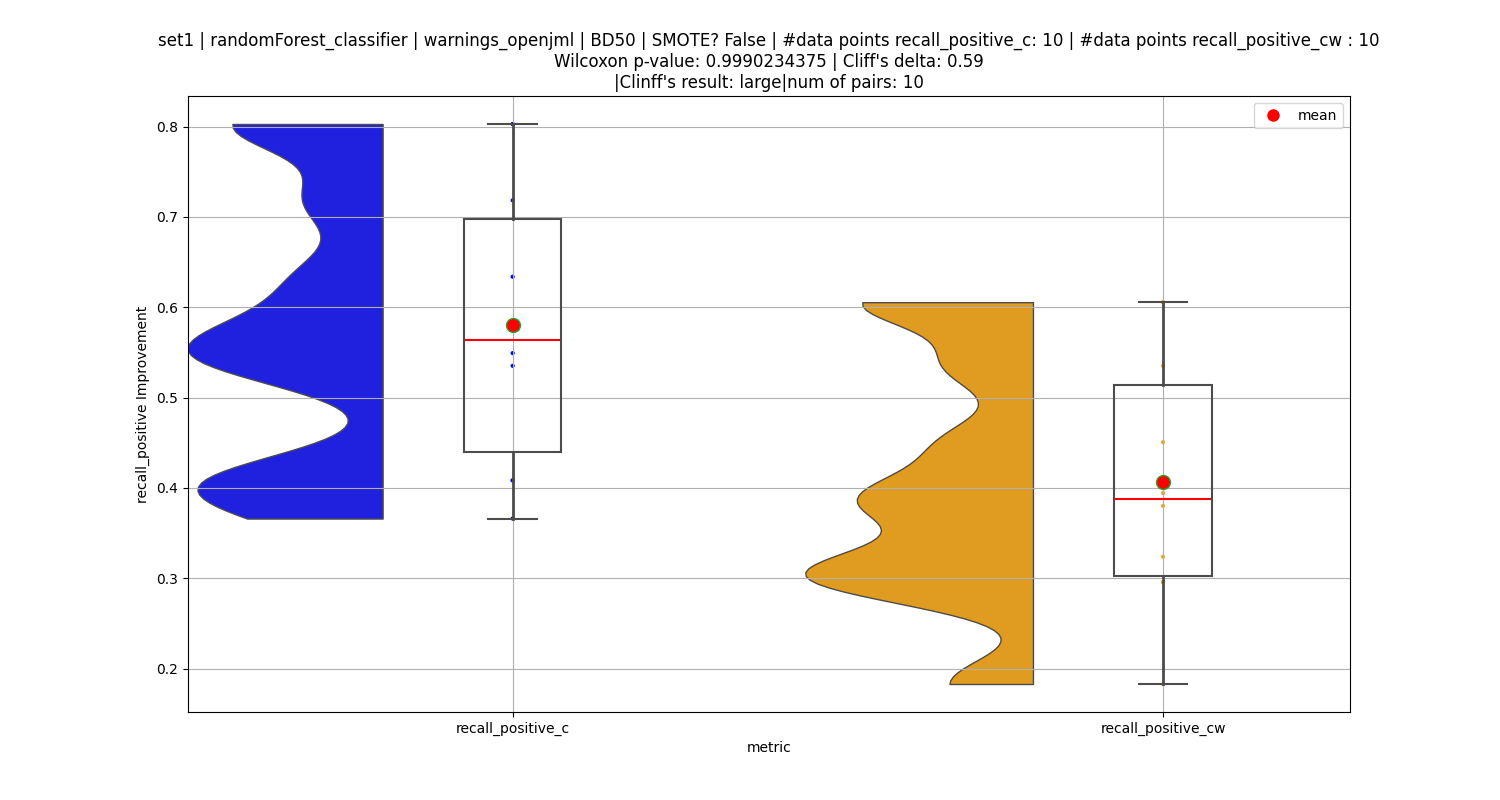 set1 | randomForest_classifier | warnings_openjml | BD50 | SMOTE? False | #data points recall_positive_c: 10 | #data points recall_positive_cw : 10
Wilcoxon p-value: 0.9990234375 | Cliff's delta: 0.59
|Clinff's result: large|num of pairs: 10
mean
0.8
0.7
0.6
0.5
0.4
0.3
0.2
recall_positive Improvement
recall_positive_c
recall_positive_cw
metric